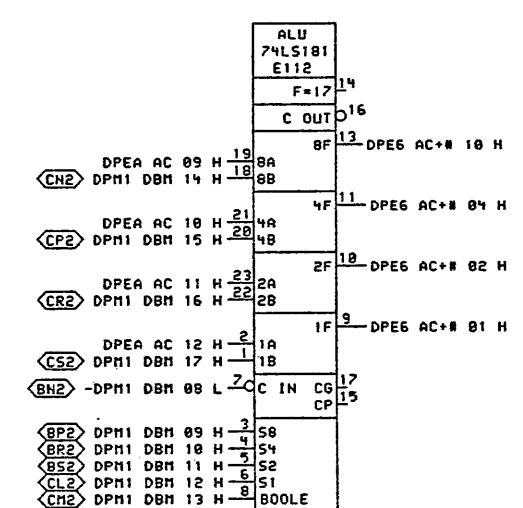 ALU
74LS181
E112
F=17 14
C OUT 16
8F 13 DPE6 AC+# 10 H
DPEA AC 09 H 19 8A
CN2 DPM1 DBM 14 H 18 8B
4F 11 DPE6 AC+# 04 H
DPEA AC 10 H 21 4A
CP2 DPM1 DBM 15 H 20 4B
2F 10 DPE6 AC+# 02 H
DPEA AC 11 H 23 2A
CR2 DPM1 DBM 16 H 22 2B
1F 9 DPE6 AC+# 01 H
DPEA AC 12 H 2 1A
CS2 DPM1 DBM 17 H 1 1B
BN2 -DPM1 DBM 08 L 7 C IN CG 17
CP 15
BP2 DPM1 DBM 09 H 3 S8
BR2 DPM1 DBM 10 H 4 S4
BS2 DPM1 DBM 11 H 5 S2
CL2 DPM1 DBM 12 H 6 S1
CM2 DPM1 DBM 13 H 8 BOOLE